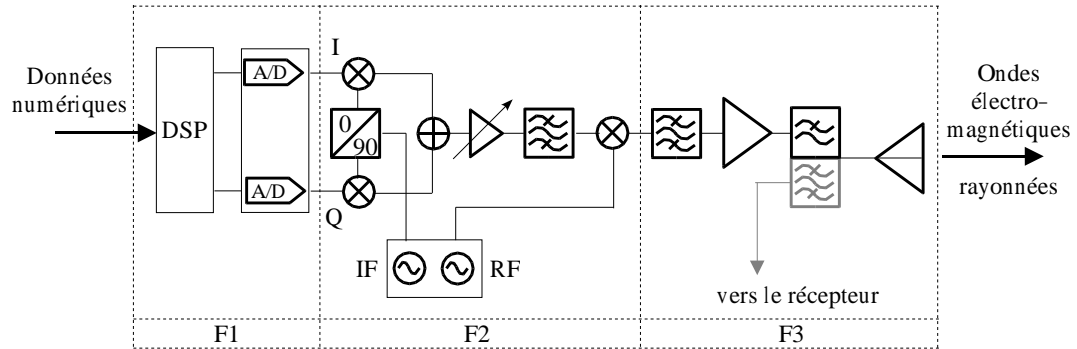 Données
numériques
DSP
A/D
A/D
I
Q
0
90
IF
RF
vers le récepteur
Ondes
électro-
magnétiques
rayonnées
F1
F2
F3